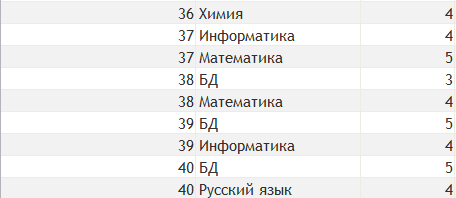 36 Химия 4
37 Информатика 4
37 Математика 5
38 БД 3
38 Математика 4
39 БД 5
39 Информатика 4
40 БД 5
40 Русский язык 4